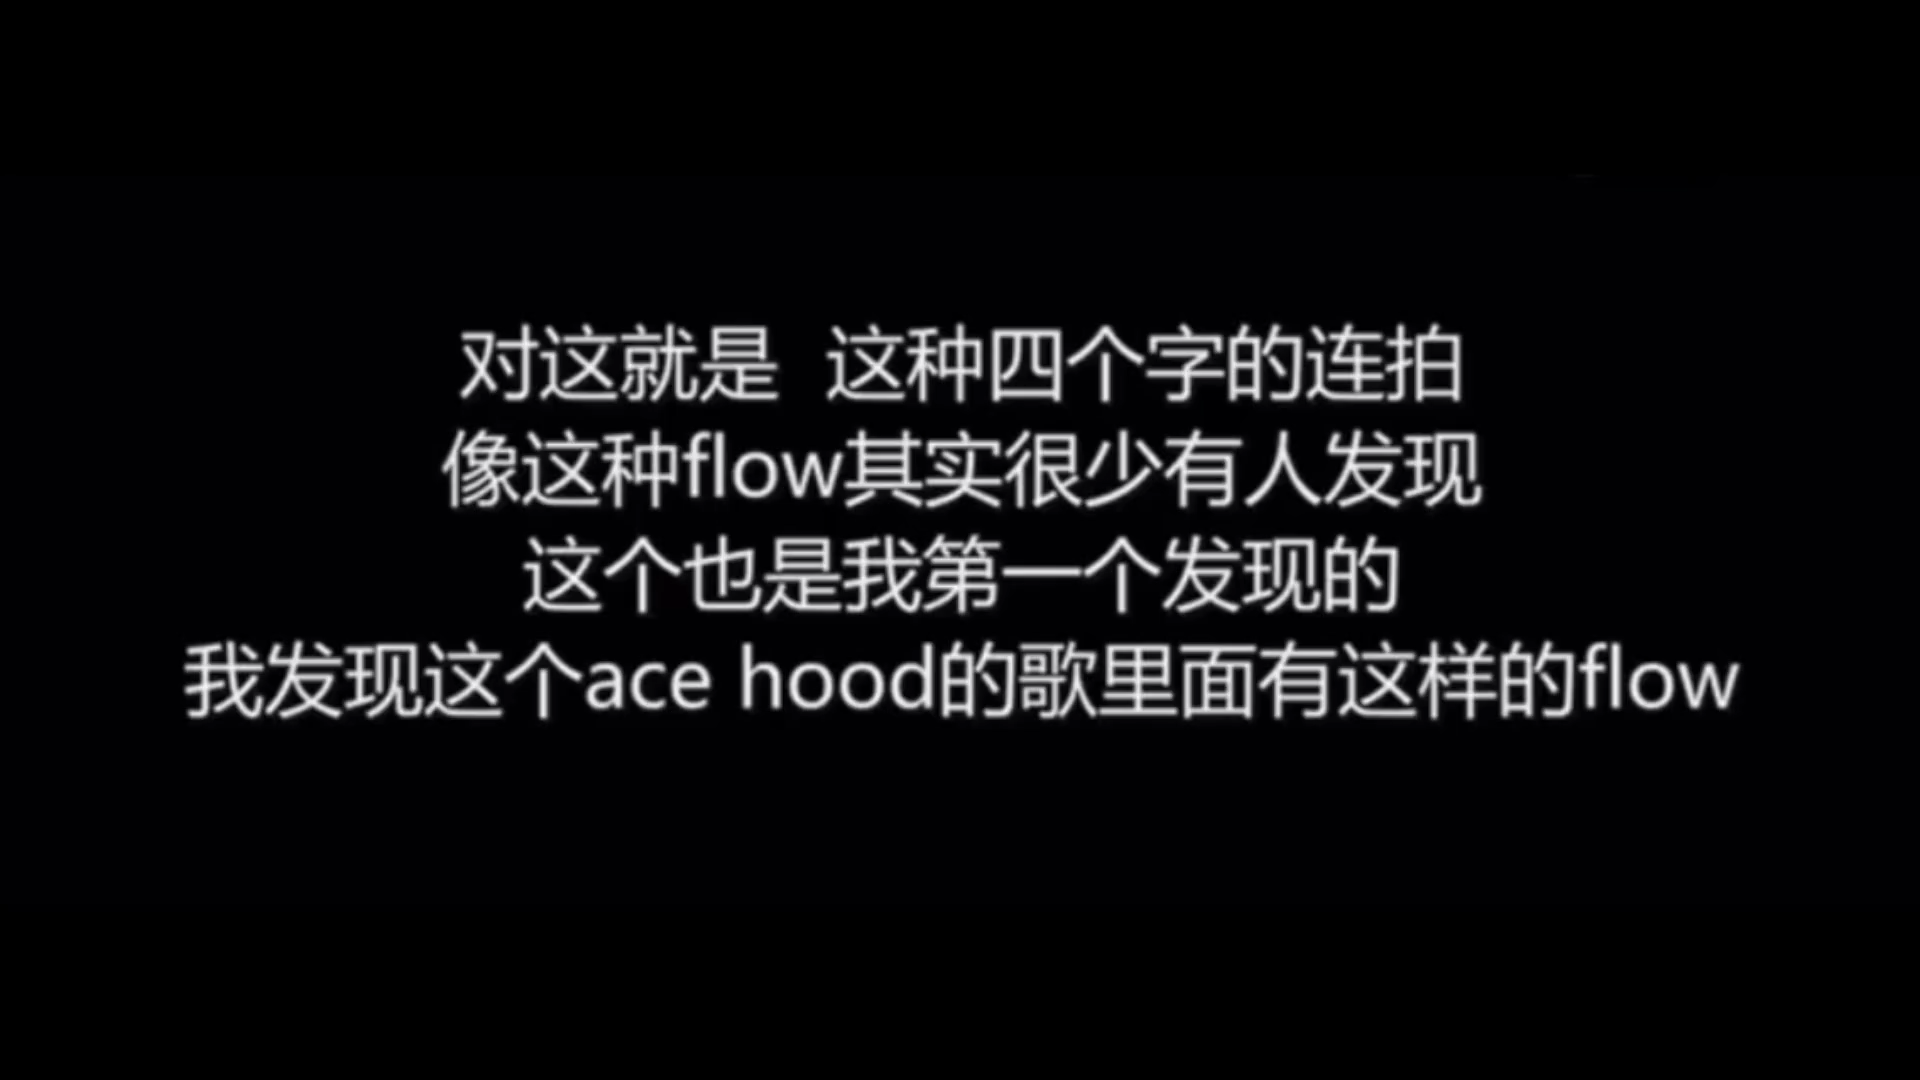 对这就是 这种四个字的连拍
像这种flow其实很少有人发现
这个也是我第一个发现的
我发现这个ace hood的歌里面有这样的flow